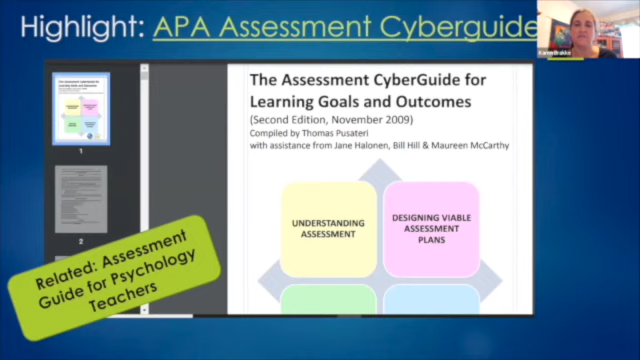 Highlight: APA Assessment Cyberguide
Karen Brakke
The Assessment CyberGuide for
Learning Goals and Outcomes
(Second Edition, November 2009)
Compiled by Thomas Pusateri
with assistance from Jane Halonen, Bill Hill & Maureen McCarthy
UNDERSTANDING
ASSESSMENT
DESIGNING VIABLE
ASSESSMENT
PLANS
1
2
Related: Assessment
Guide for Psychology
Teachers